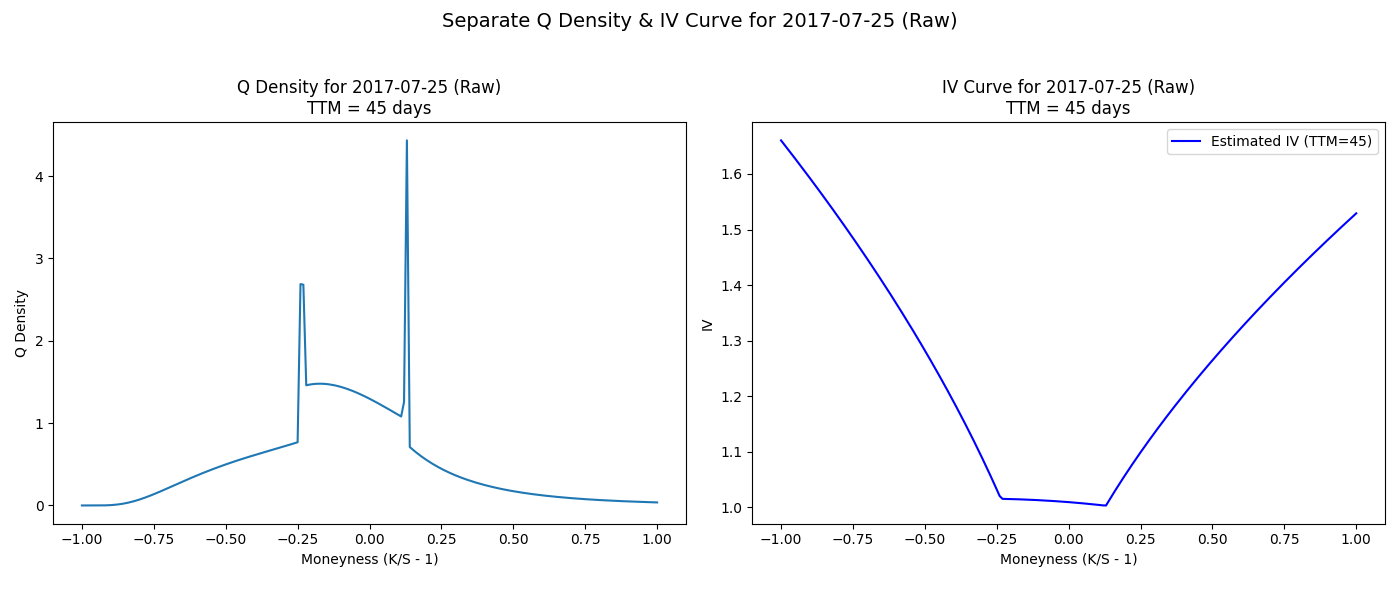 Separate Q Density & IV Curve for 2017-07-25 (Raw)
Q Density for 2017-07-25 (Raw)
TTM = 45 days
Q Density
4
3
2
1
0
−1.00 −0.75 −0.50 −0.25 0.00 0.25 0.50 0.75 1.00
Moneyness (K/S - 1)
IV Curve for 2017-07-25 (Raw)
TTM = 45 days
Estimated IV (TTM=45)
IV
1.6
1.5
1.4
1.3
1.2
1.1
1.0
−1.00 −0.75 −0.50 −0.25 0.00 0.25 0.50 0.75 1.00
Moneyness (K/S - 1)